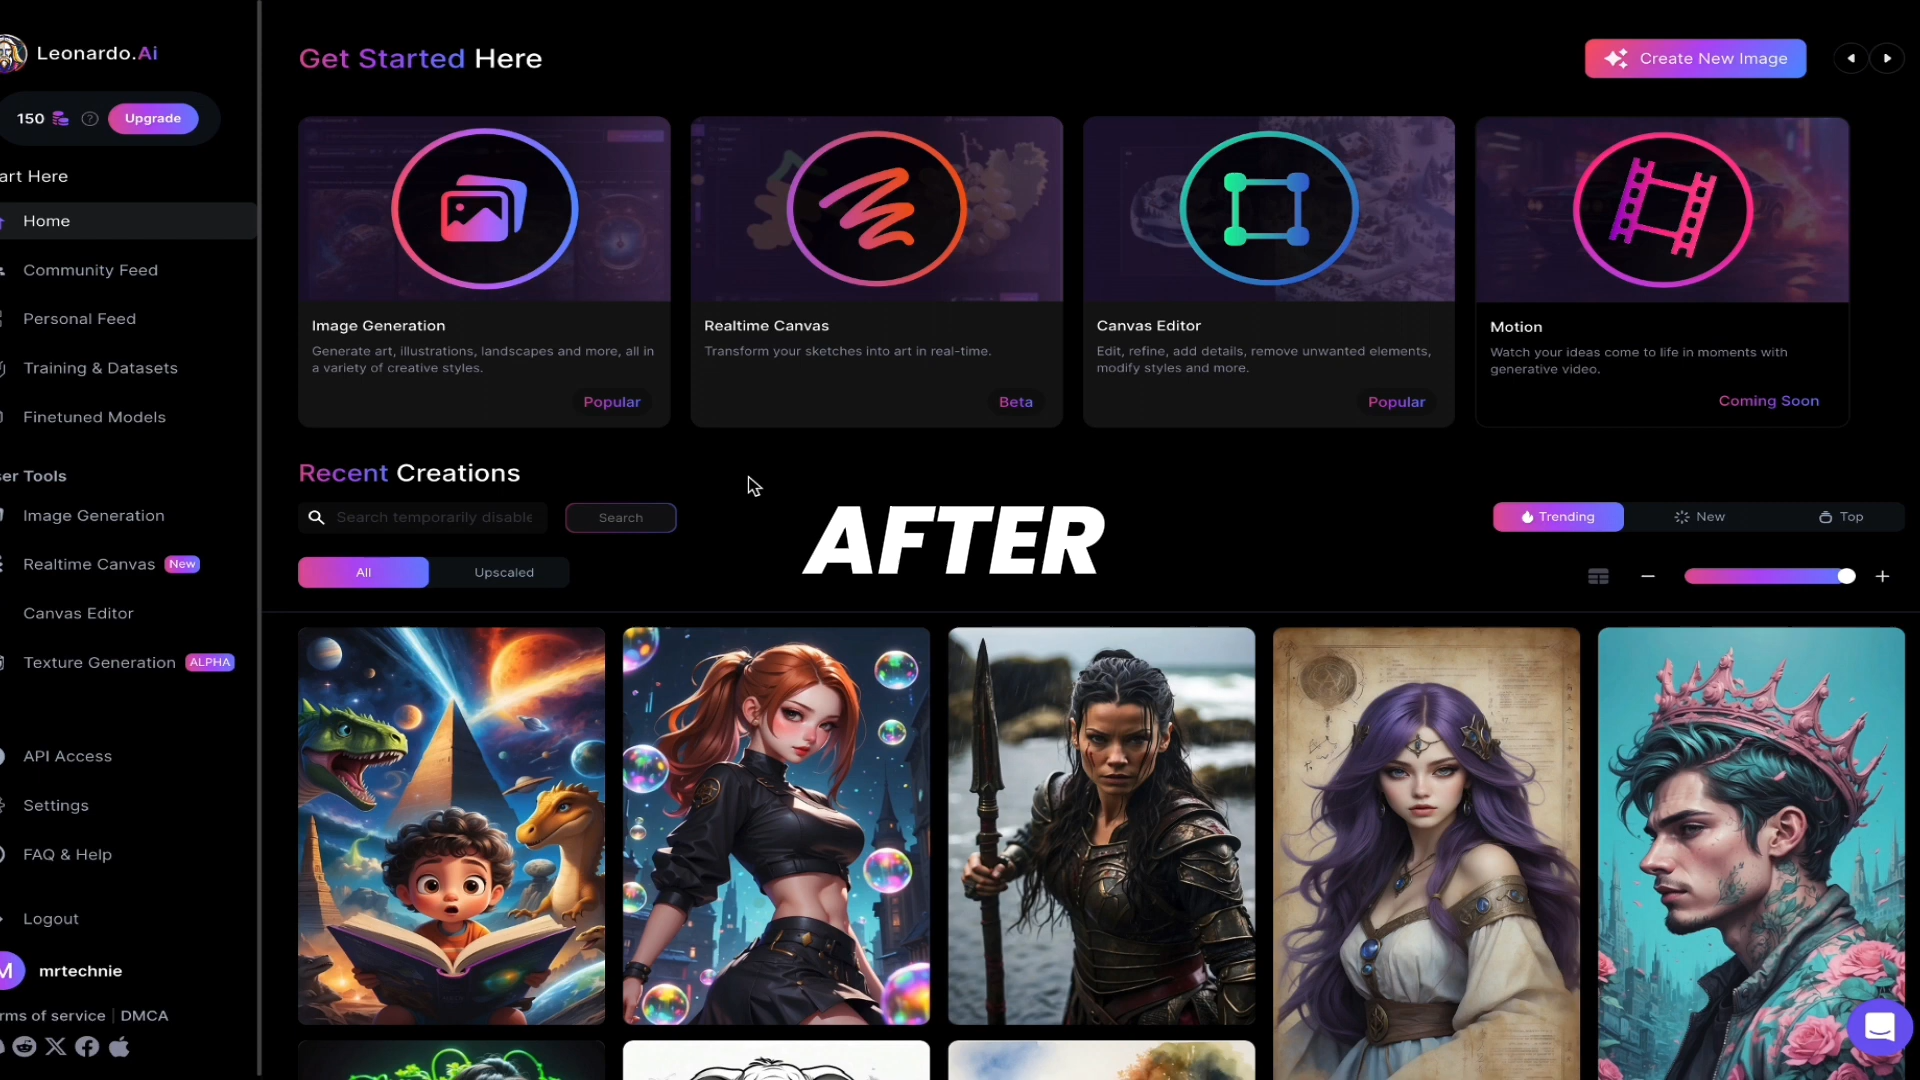 Leonardo.Ai
150 Upgrade
art Here
Home
Community Feed
Personal Feed
Training & Datasets
Finetuned Models
ser Tools
Image Generation
Realtime Canvas New
Canvas Editor
Texture Generation ALPHA
API Access
Settings
FAQ & Help
Logout
M mrtechnie
rms of service | DMCA
Get Started Here
Create New Image
Image Generation
Generate art, illustrations, landscapes and more, all in
a variety of creative styles.
Popular
Realtime Canvas
Transform your sketches into art in real-time.
Beta
Canvas Editor
Edit, refine, add details, remove unwanted elements,
modify styles and more.
Popular
Motion
Watch your ideas come to life in moments with
generative video.
Coming Soon
Recent Creations
Search temporarily disable
Search
AFTER
Trending
New
Top
All
Upscaled